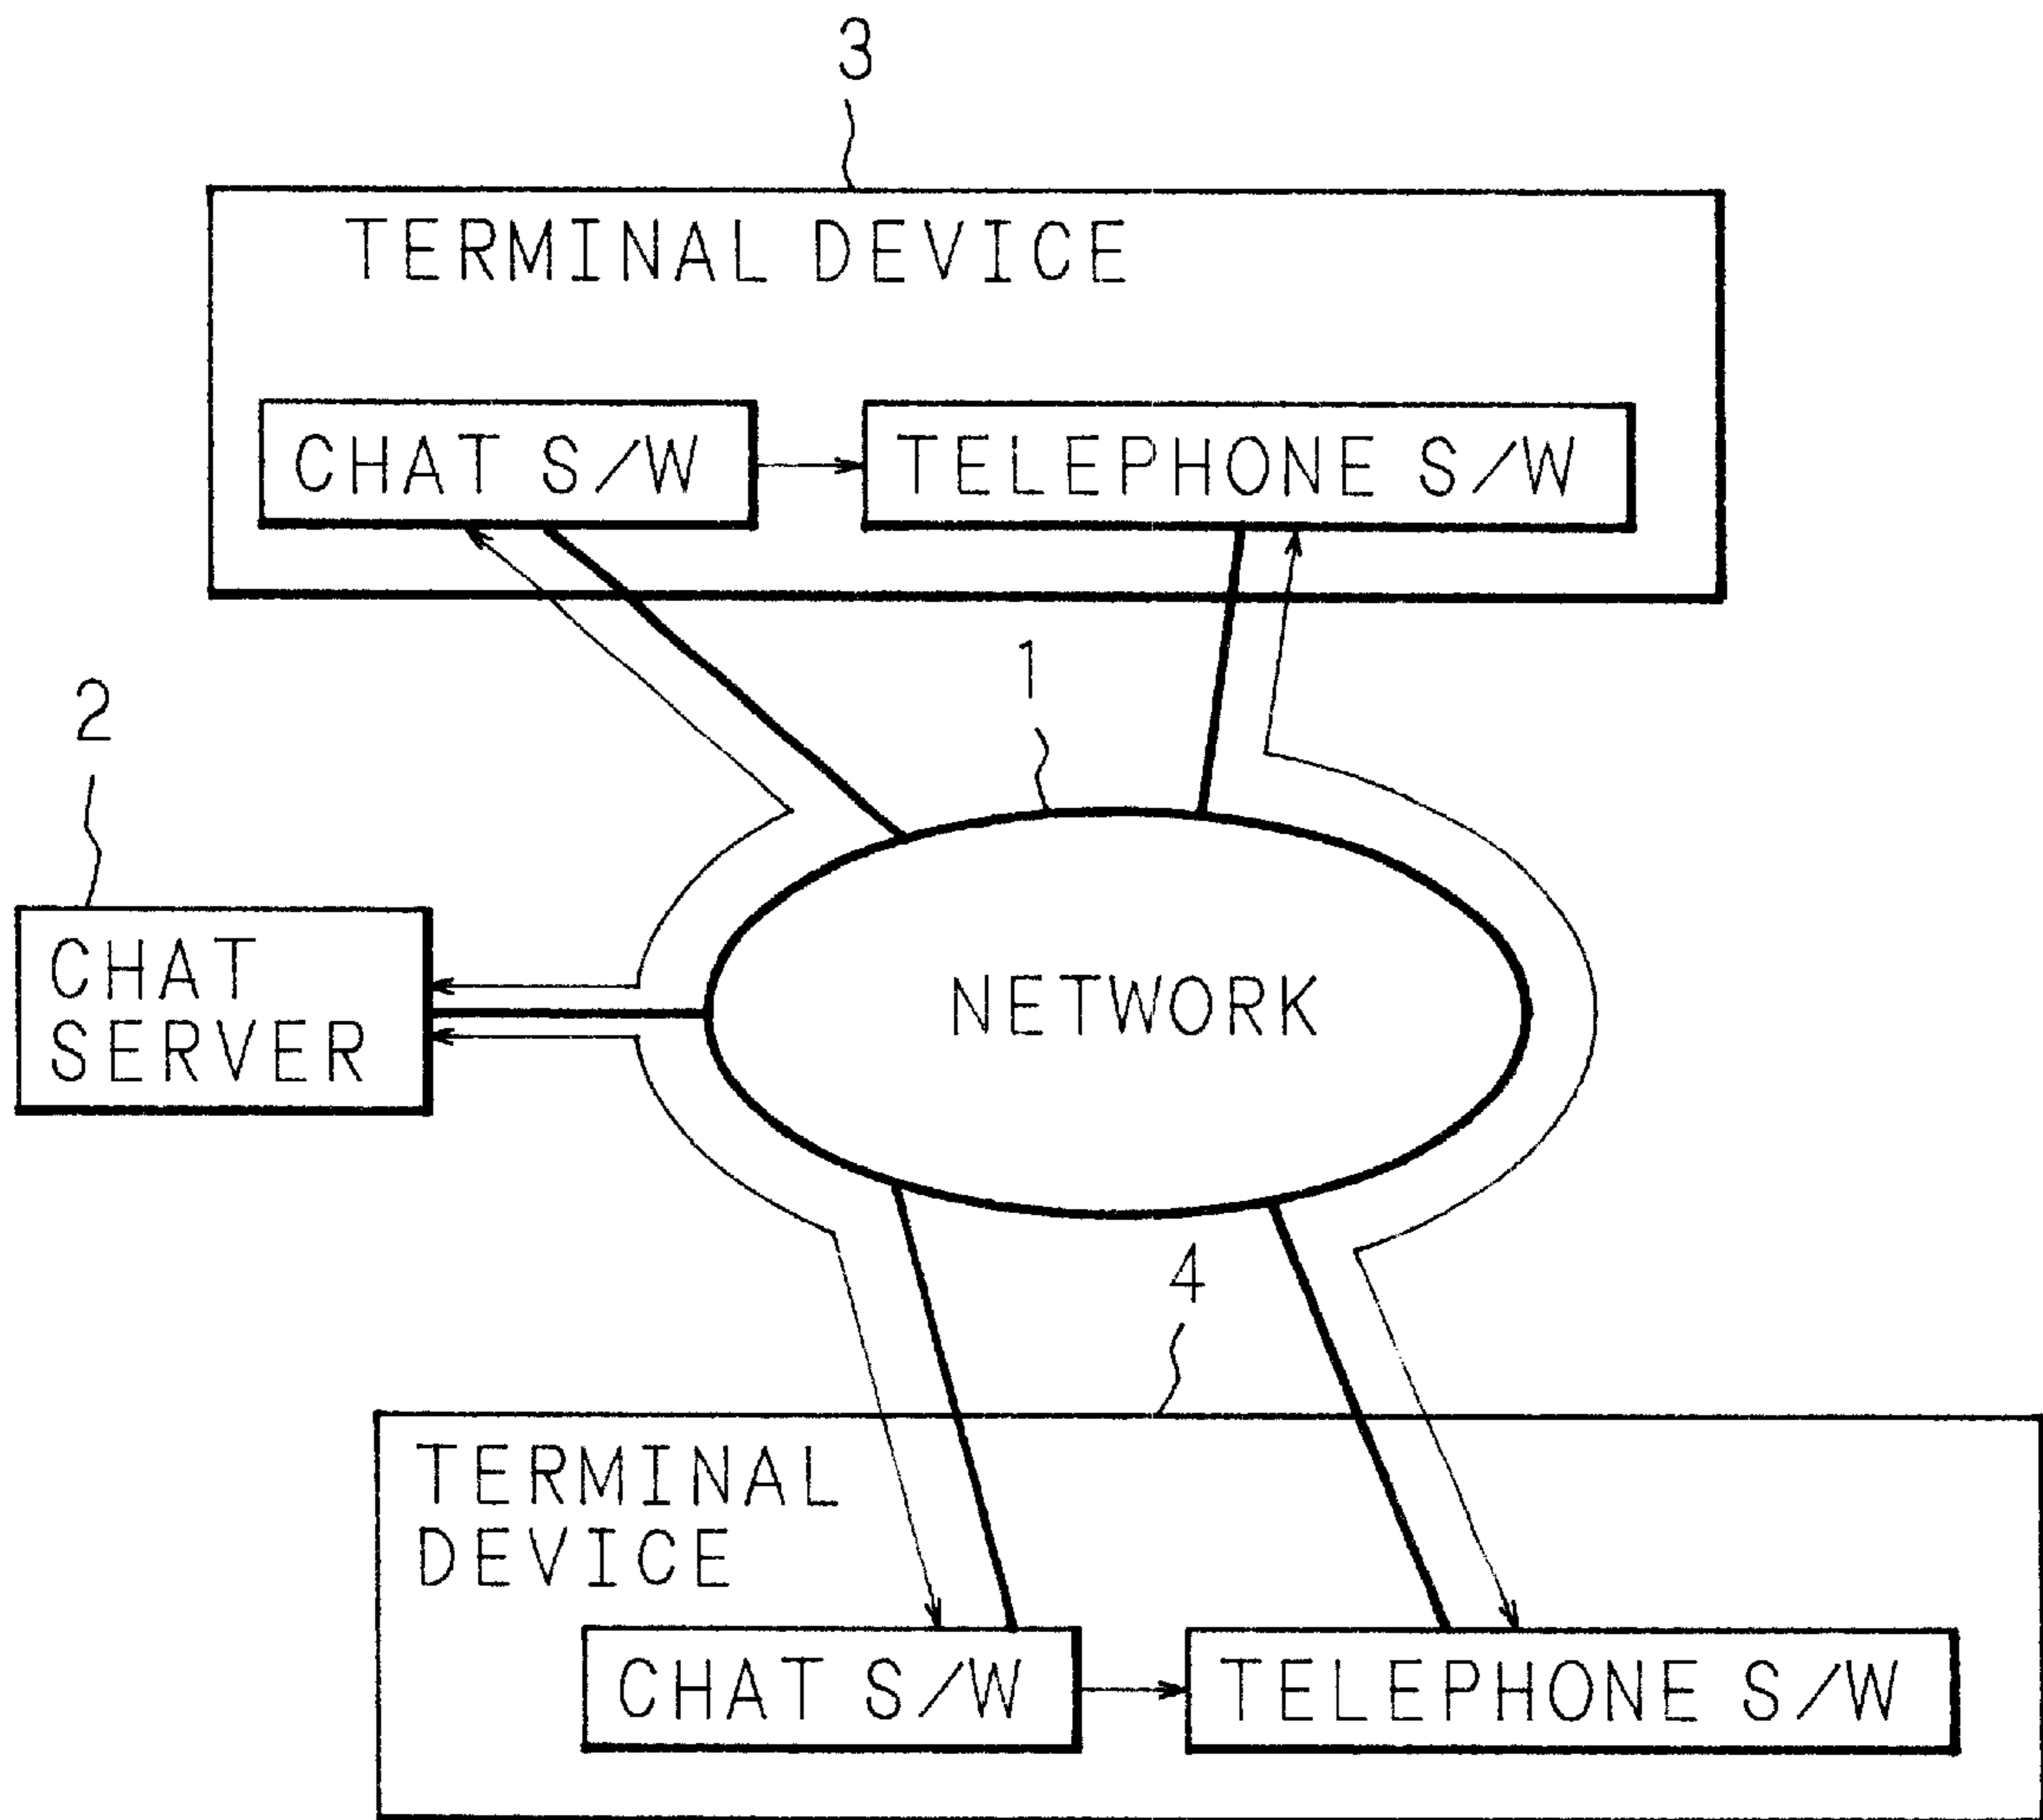 3
TERMINAL DEVICE
CHAT S/W
TELEPHONE S/W
1
2
CHAT
SERVER
NETWORK
4
TERMINAL
DEVICE
CHAT S/W
TELEPHONE S/W